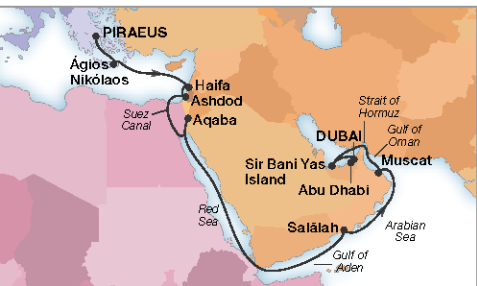 PIRAEUS
Ágios
Nikólaos
Haifa
Ashdod
Suez
Canal
Aqaba
Strait of
Hormuz
DUBAI
Gulf of
Oman
Sir Bani Yas
Island
Muscat
Abu Dhabi
Red
Sea
Salālah
Arabian
Sea
Gulf of
Aden